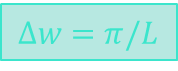 Δw = π/L